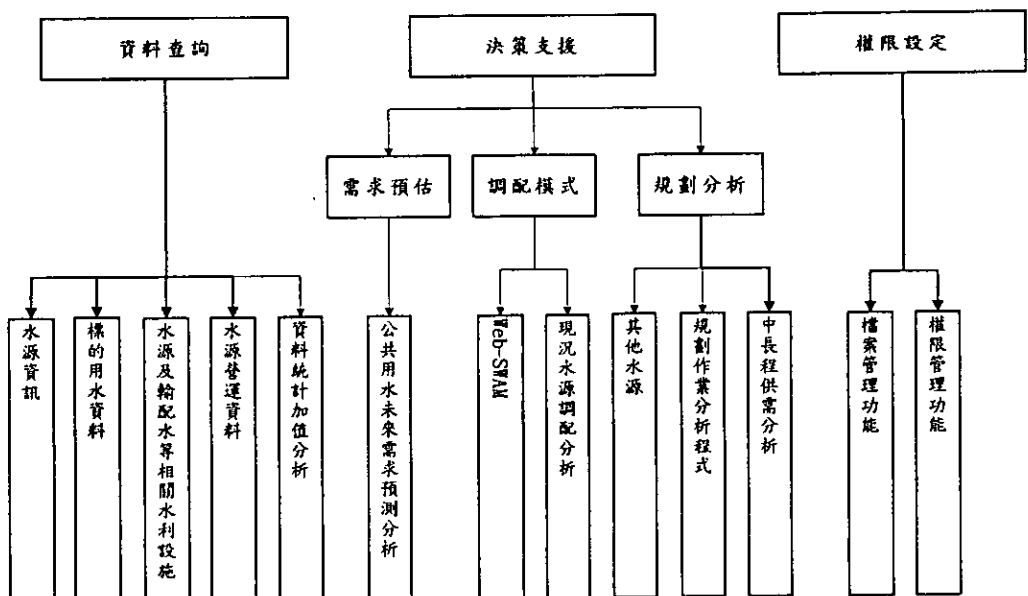 資料查詢
決策支援
權限設定
需求預估
調配模式
規劃分析
水源資訊
標的用水資料
水源及輸配水等相關水利設施
水源營運資料
資料統計加值分析
公共用水未來需求預測分析
Web-SWAM
現況水源調配分析
其他水源
規劃作業分析程式
中長程供需分析
檔案管理功能
權限管理功能